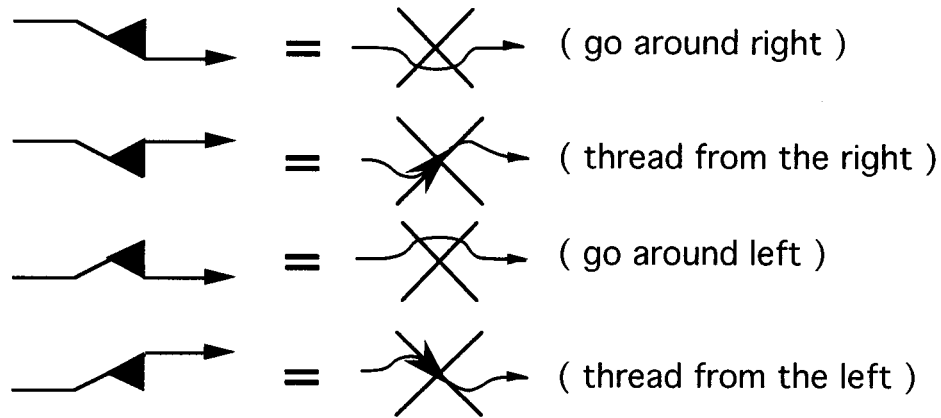 = ( go around right )
= ( thread from the right )
= ( go around left )
= ( thread from the left )